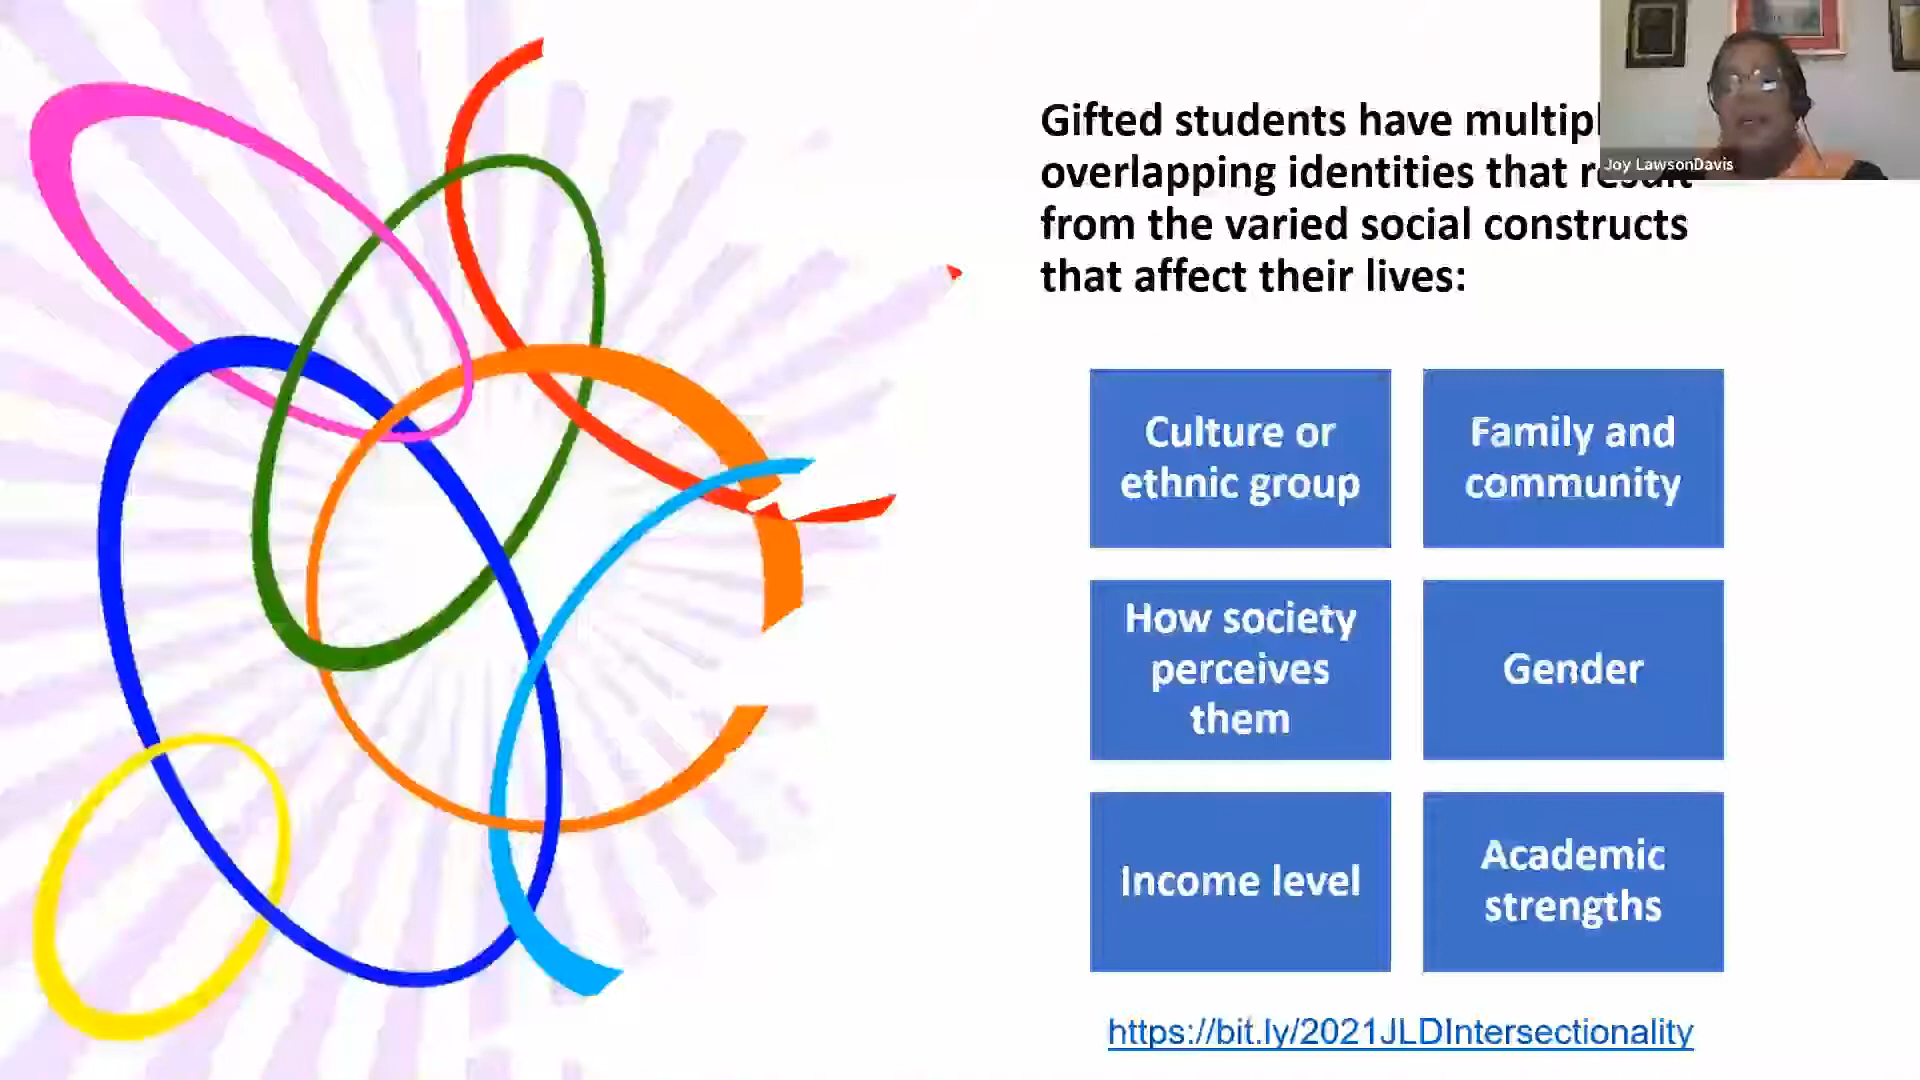 Gifted students have multipl
overlapping identities that result
from the varied social constructs
that affect their lives:
Joy LawsonDavis
Culture or
ethnic group
Family and
community
How society
perceives
them
Gender
Income level
Academic
strengths
https://bit.ly/2021JLDIntersectionality